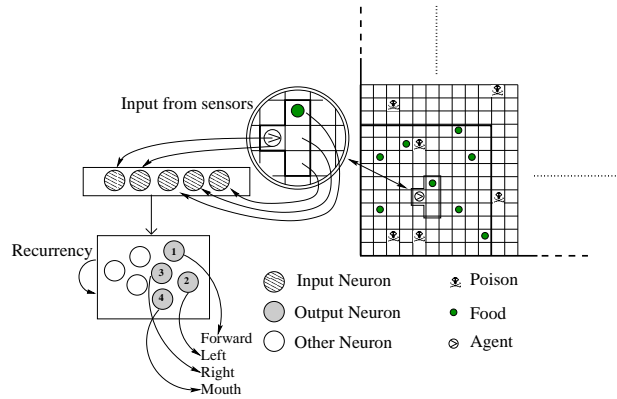 Input from sensors
Recurrency
1
3
2
4
Forward
Left
Right
Mouth
Input Neuron
Output Neuron
Other Neuron
Poison
Food
Agent